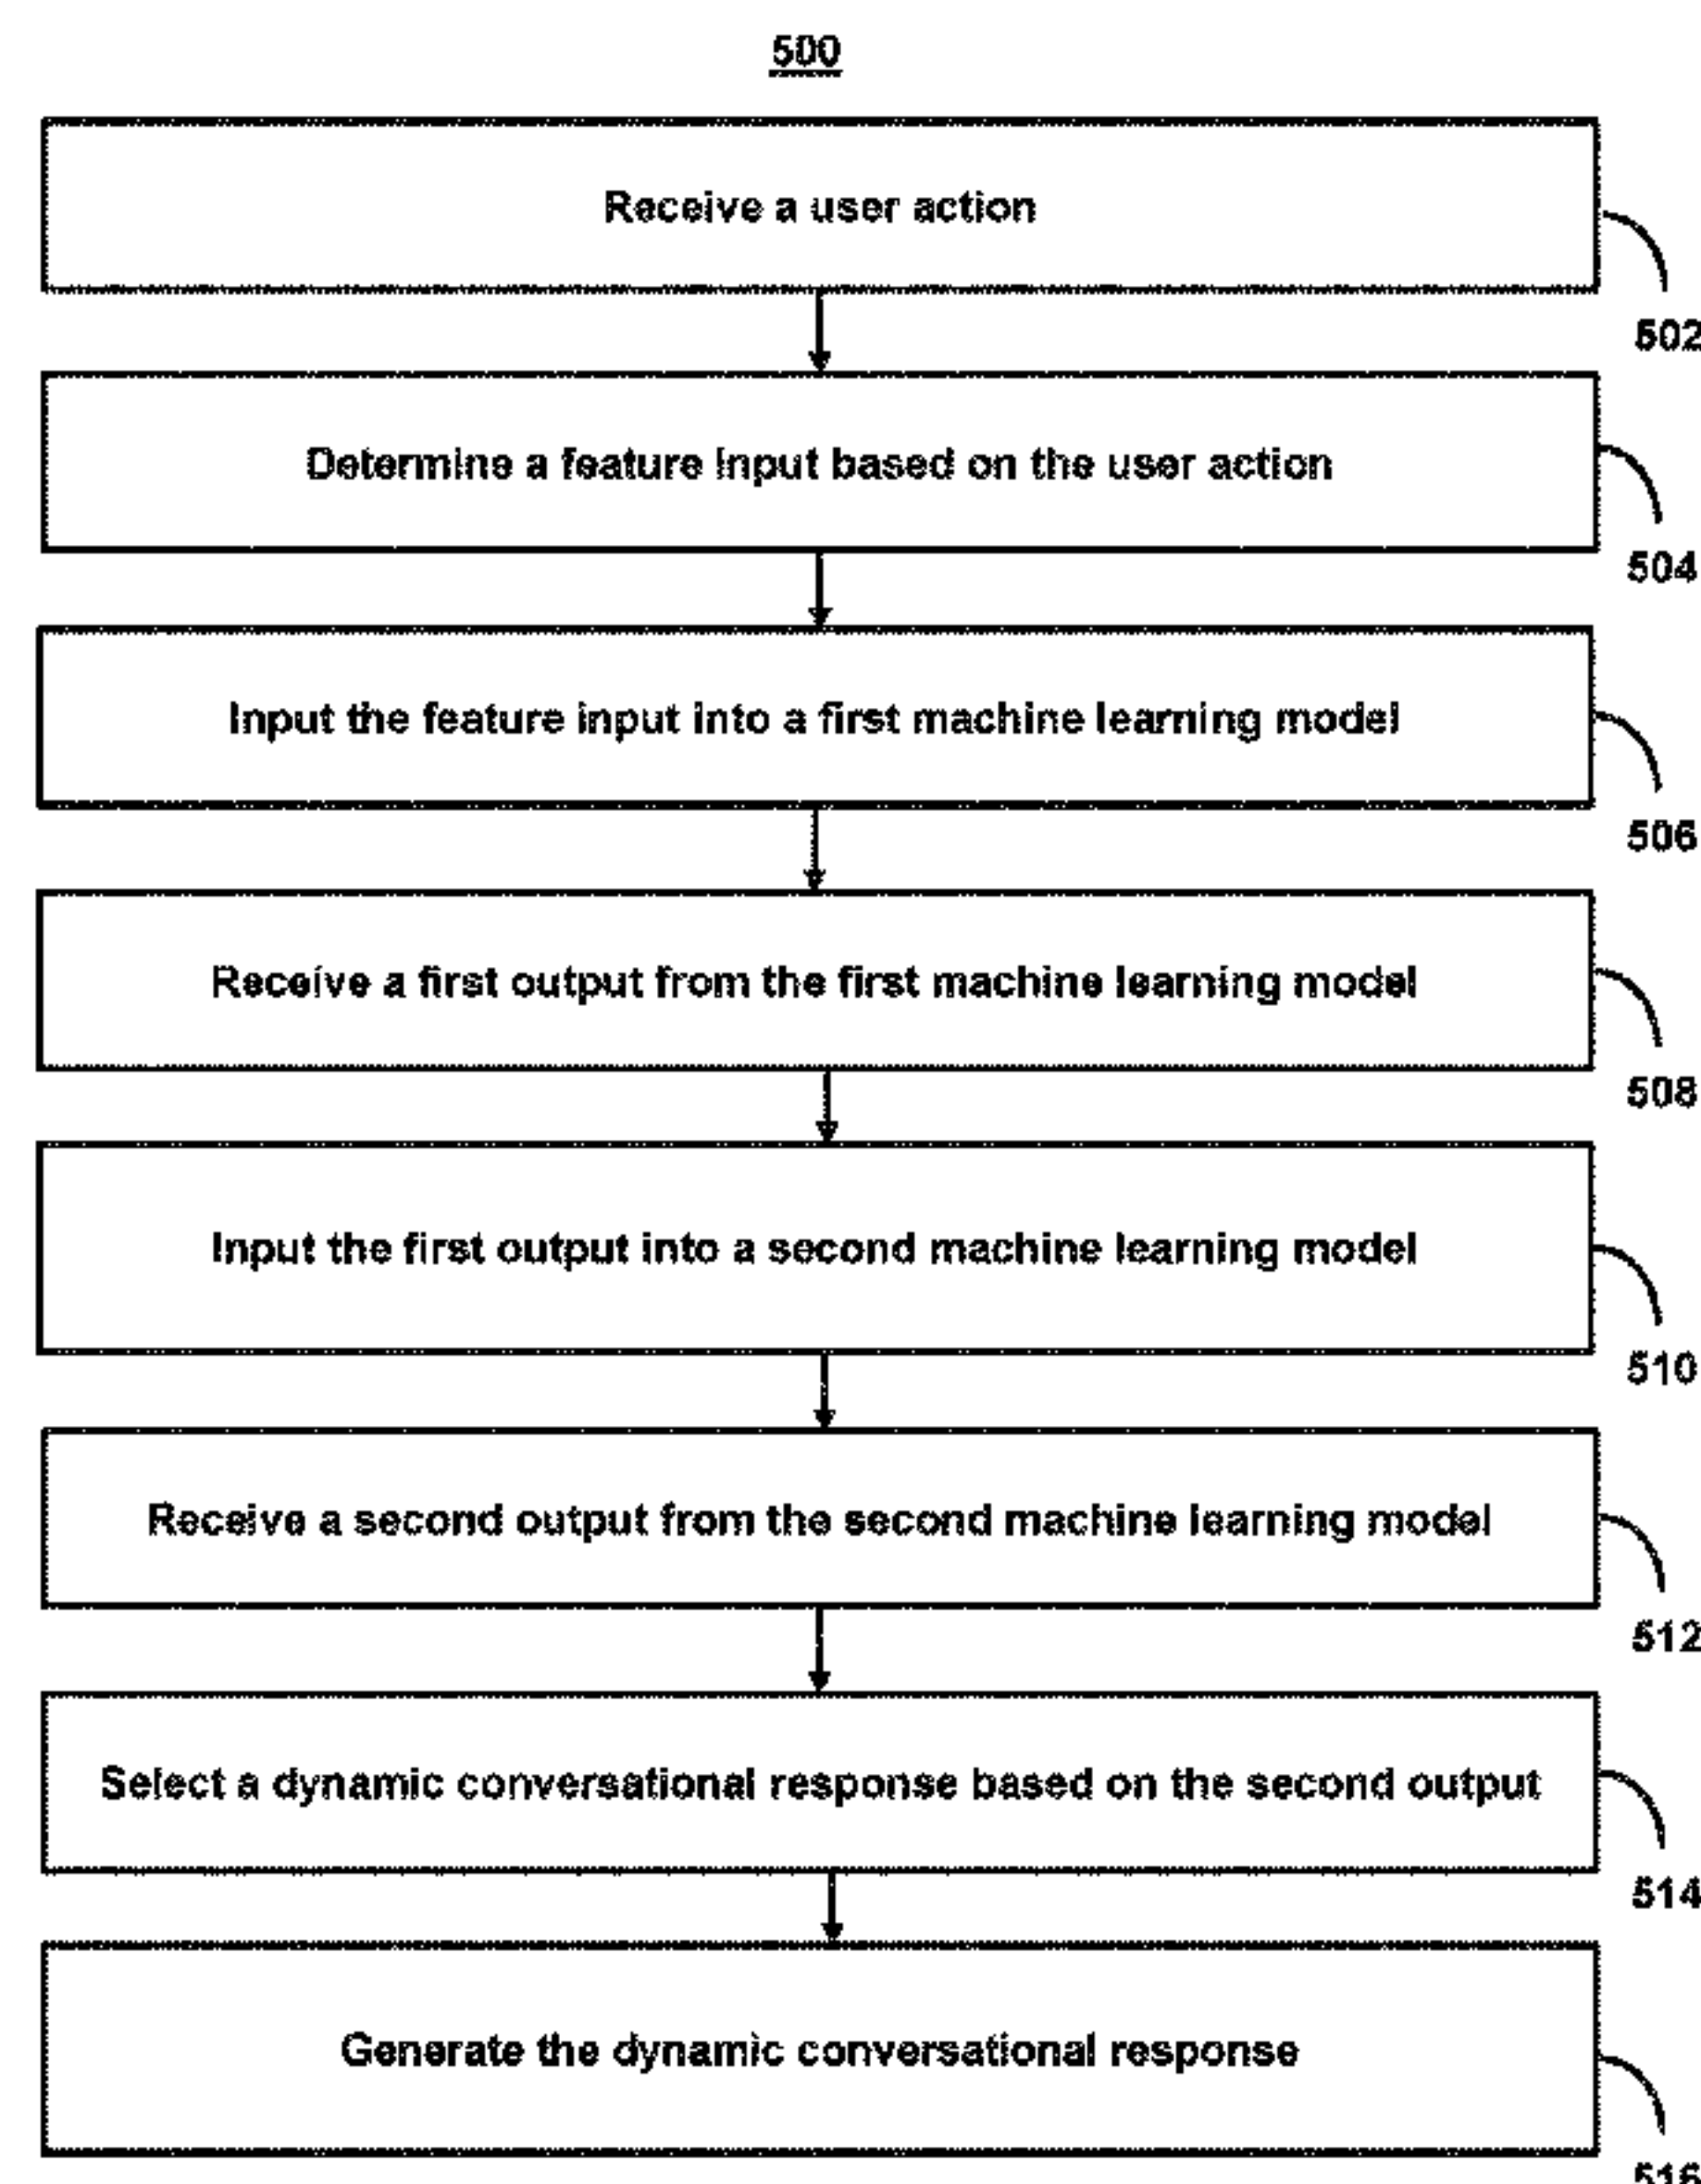 500
Receive a user action
502
Determine a feature input based on the user action
504
Input the feature input into a first machine learning model
506
Receive a first output from the first machine learning model
508
Input the first output into a second machine learning model
510
Receive a second output from the second machine learning model
512
Select a dynamic conversational response based on the second output
514
Generate the dynamic conversational response
516